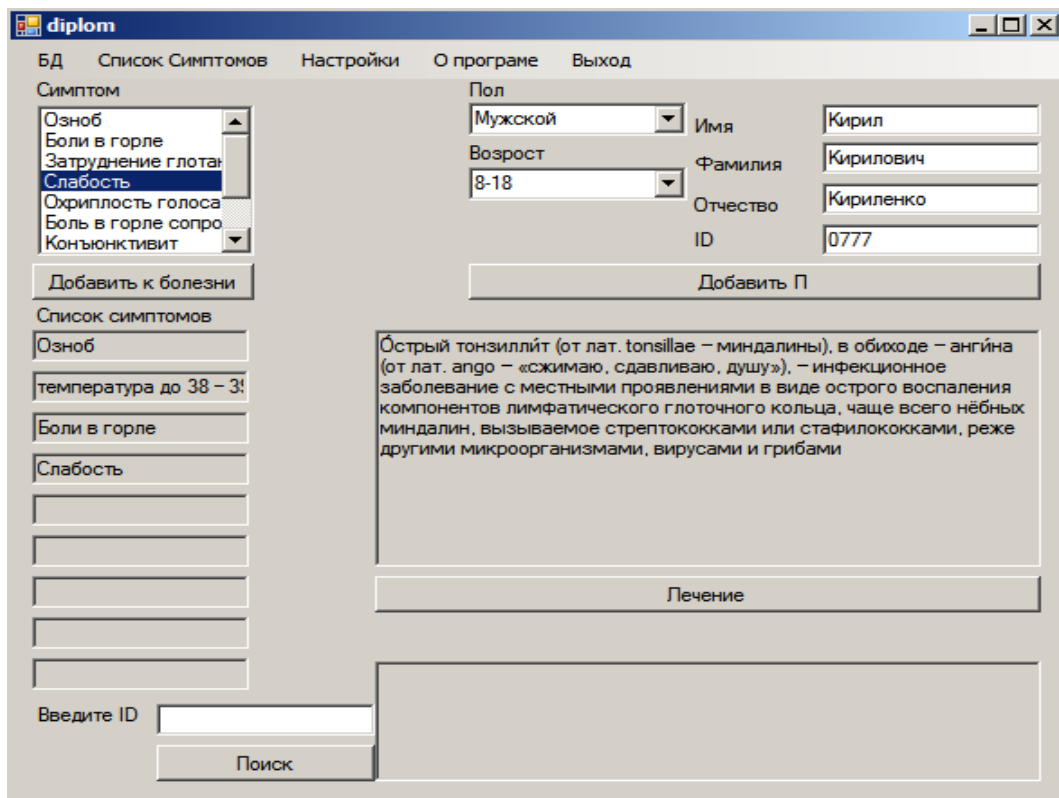 diplom
БД Список Симптомов Настройки О програме Выход
Симптом
Озноб
Боли в горле
Затруднение глотан
Слабость
Охриплость голоса
Боль в горле сопро
Конъюнктивит
Добавить к болезни
Пол
Мужской
Возрост
8-18
Имя
Кирил
Фамилия
Кирилович
Отчество
Кириленко
ID
0777
Добавить П
Список симптомов
Озноб
температура до 38 – 39
Боли в горле
Слабость
О́стрый тонзилли́т (от лат. tonsillae – миндалины), в обиходе – анги́на
(от лат. ango – «сжимаю, сдавливаю, душу»), – инфекционное
заболевание с местными проявлениями в виде острого воспаления
компонентов лимфатического глоточного кольца, чаще всего нёбных
миндалин, вызываемое стрептококками или стафилококками, реже
другими микроорганизмами, вирусами и грибами
Лечение
Введите ID
Поиск